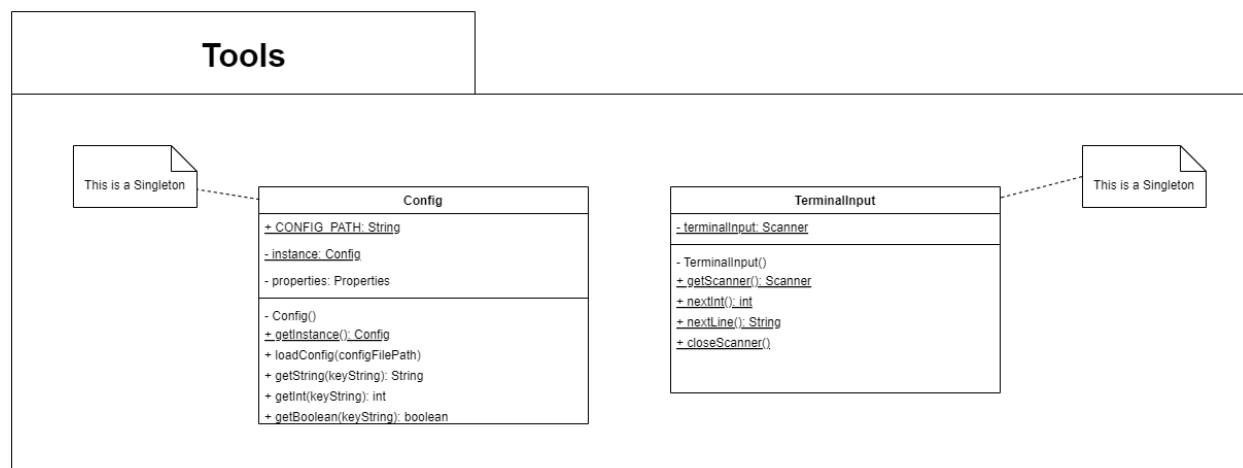 Tools
This is a Singleton
This is a Singleton
Config
+ CONFIG_PATH: String
- instance: Config
- properties: Properties
- Config()
+ getInstance(): Config
+ loadConfig(configFilePath)
+ getString(keyString): String
+ getInt(keyString): int
+ getBoolean(keyString): boolean
TerminalInput
- terminalInput: Scanner
- TerminalInput()
+ getScanner(): Scanner
+ nextInt(): int
+ nextLine(): String
+ closeScanner()